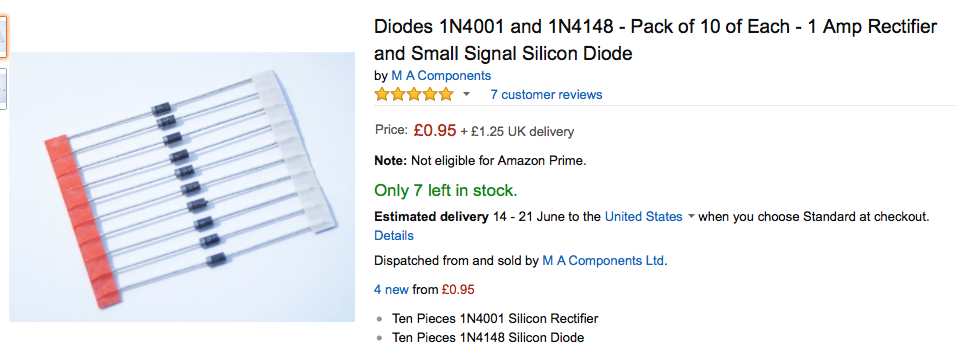 Diodes 1N4001 and 1N4148 - Pack of 10 of Each - 1 Amp Rectifier
and Small Signal Silicon Diode
by M A Components
7 customer reviews
Price: £0.95 + £1.25 UK delivery
Note: Not eligible for Amazon Prime.
Only 7 left in stock.
Estimated delivery 14 - 21 June to the United States when you choose Standard at checkout.
Details
Dispatched from and sold by M A Components Ltd.
4 new from £0.95
Ten Pieces 1N4001 Silicon Rectifier
Ten Pieces 1N4148 Silicon Diode